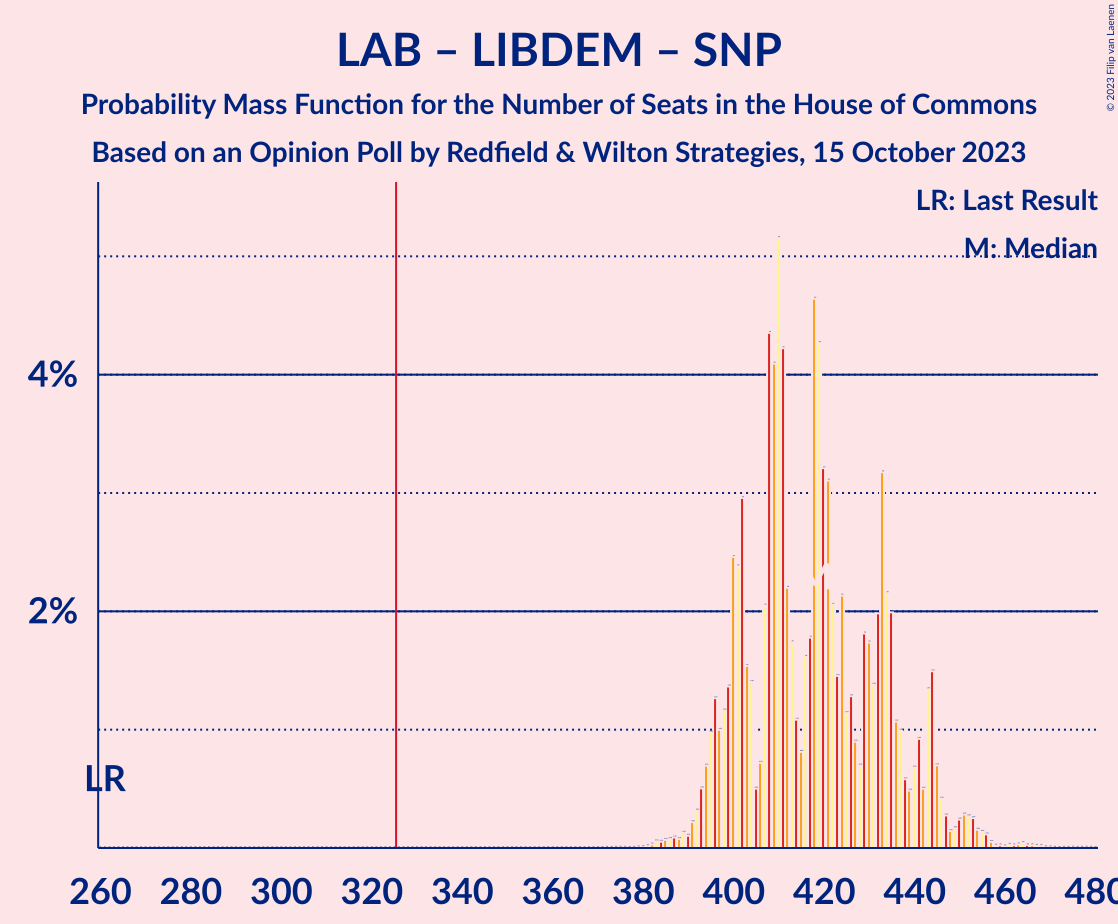 LAB – LIBDEM – SNP
Probability Mass Function for the Number of Seats in the House of Commons
Based on an Opinion Poll by Redfield & Wilton Strategies, 15 October 2023
© 2023 Filip van Laenen
LR: Last Result
M: Median
4%
2%
LR
260 280 300 320 340 360 380 400 420 440 460 480